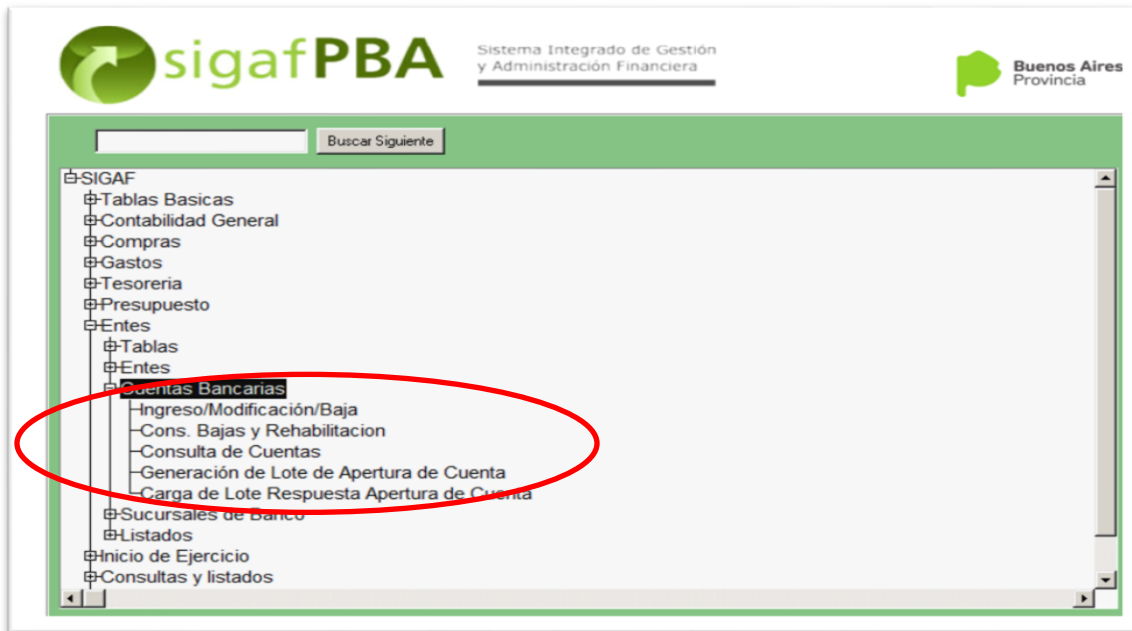 sigafPBA
Sistema Integrado de Gestión
y Administración Financiera
Buenos Aires
Provincia
Buscar Siguiente
SIGAF
Tablas Basicas
Contabilidad General
Compras
Gastos
Tesoreria
Presupuesto
Entes
Tablas
Entes
Cuentas Bancarias
Ingreso/Modificación/Baja
Cons. Bajas y Rehabilitacion
Consulta de Cuentas
Generación de Lote de Apertura de Cuenta
Carga de Lote Respuesta Apertura de Cuenta
Sucursales de Banco
Listados
Inicio de Ejercicio
Consultas y listados